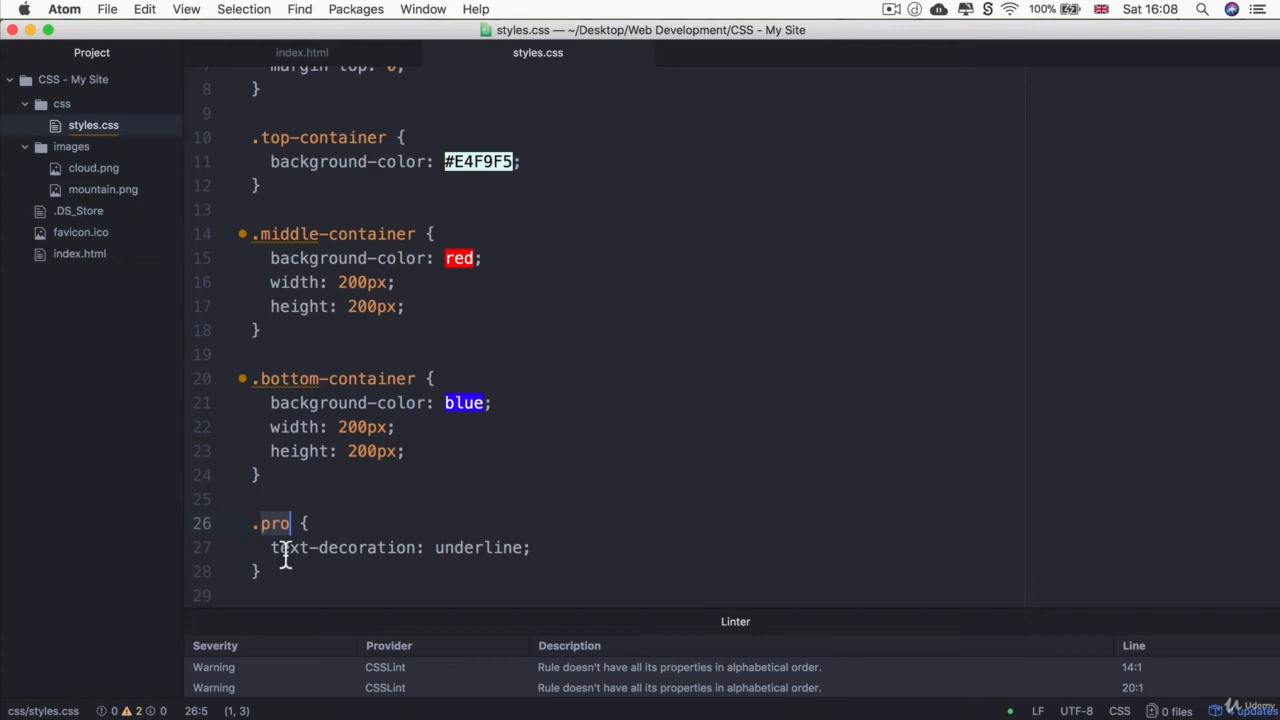 Atom File Edit View Selection Find Packages Window Help 100% Sat 16:08
styles.css — ~/Desktop/Web Development/CSS - My Site
Project index.html styles.css
CSS - My Site
css
styles.css
images
cloud.png
mountain.png
.DS_Store
favicon.ico
index.html
7 margin-top: 0;
8 }
9
10 .top-container {
11 background-color: #E4F9F5;
12 }
13
14 .middle-container {
15 background-color: red;
16 width: 200px;
17 height: 200px;
18 }
19
20 .bottom-container {
21 background-color: blue;
22 width: 200px;
23 height: 200px;
24 }
25
26 .pro {
27 text-decoration: underline;
28 }
29
Linter
Severity Provider Description Line
Warning CSSLint Rule doesn't have all its properties in alphabetical order. 14:1
Warning CSSLint Rule doesn't have all its properties in alphabetical order. 20:1
css/styles.css 0 2 0 26:5 (1, 3) LF UTF-8 CSS 0 files updates
Udemy